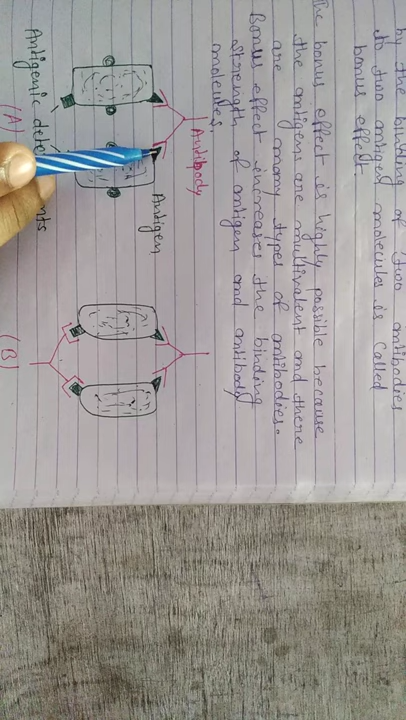 by the binding of two antibodies
to two antigen molecules is called
bonus effect
The bonus effect is highly possible because
the antigens are multivalent and there
are many types of antibodies.
Bonus effect increases the binding
strength of antigen and antibody
molecules.
Antibody
Antigen
Antigenic
(A)
(B)